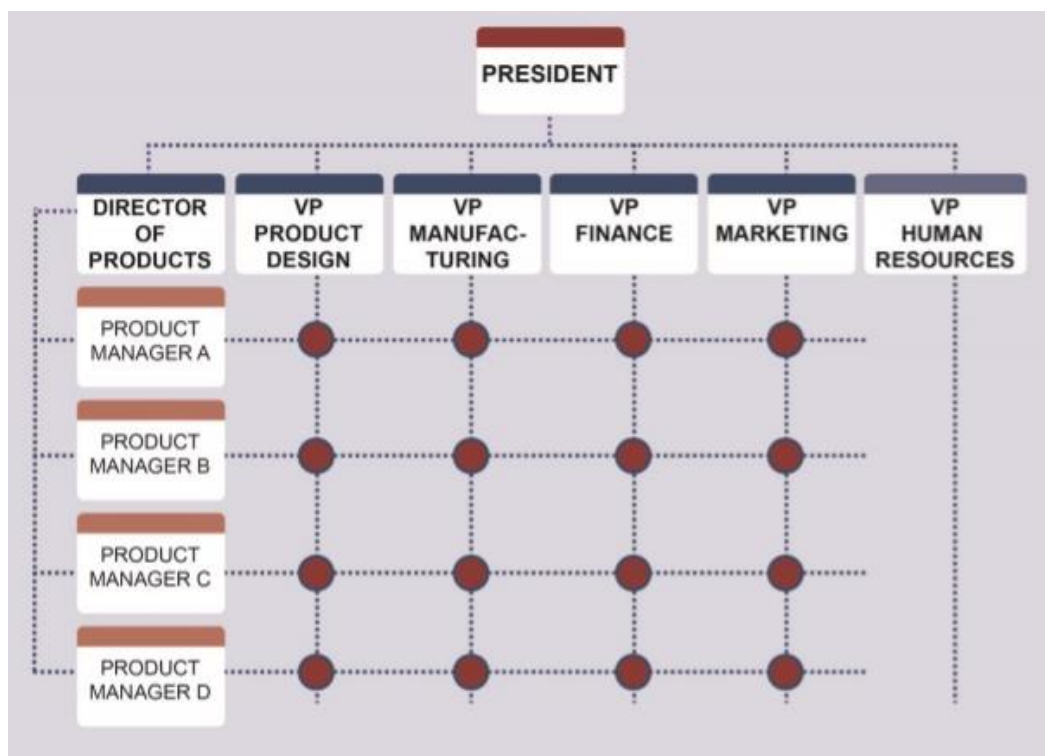 PRESIDENT
DIRECTOR
OF
PRODUCTS
VP
PRODUCT
DESIGN
VP
MANUFAC-
TURING
VP
FINANCE
VP
MARKETING
VP
HUMAN
RESOURCES
PRODUCT
MANAGER A
PRODUCT
MANAGER B
PRODUCT
MANAGER C
PRODUCT
MANAGER D